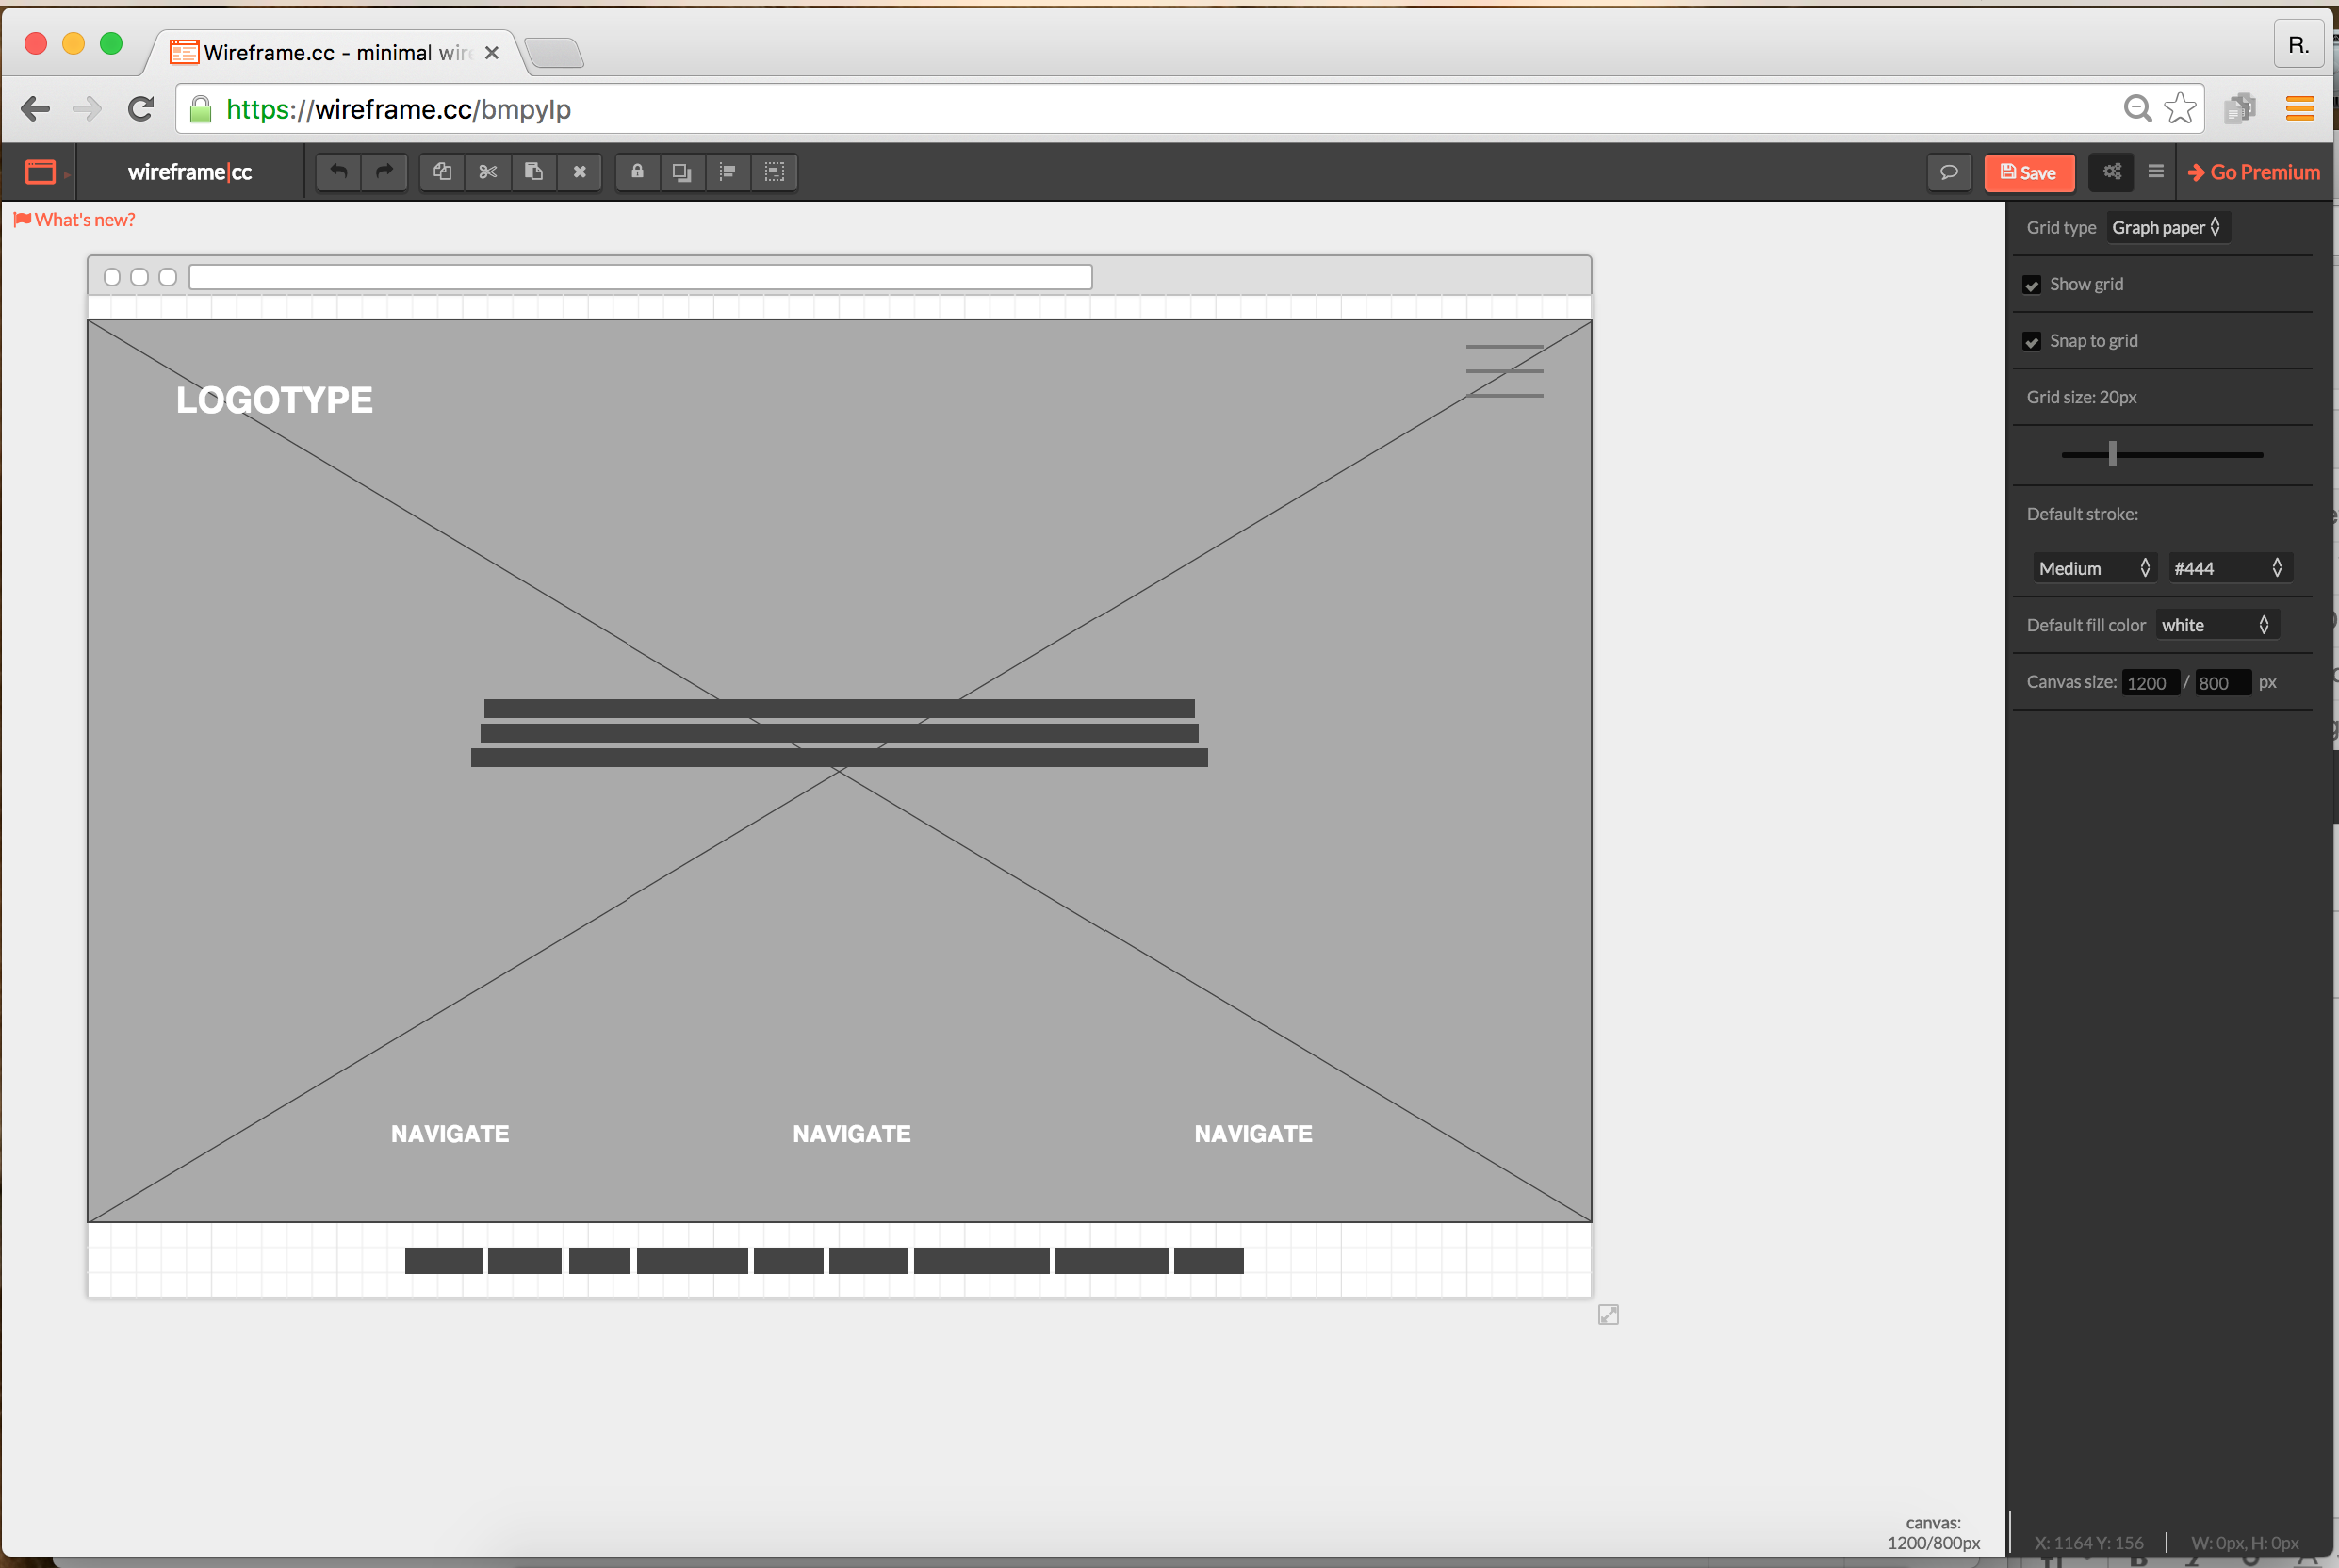 Wireframe.cc - minimal wire
R.
https://wireframe.cc/bmpylp
wireframe|cc
Save
Go Premium
What's new?
Grid type Graph paper
Show grid
Snap to grid
Grid size: 20px
Default stroke:
Medium #444
Default fill color white
Canvas size: 1200 / 800 px
LOGOTYPE
NAVIGATE NAVIGATE NAVIGATE
canvas:
1200/800px
X: 1164 Y: 156
W: 0px, H: 0px